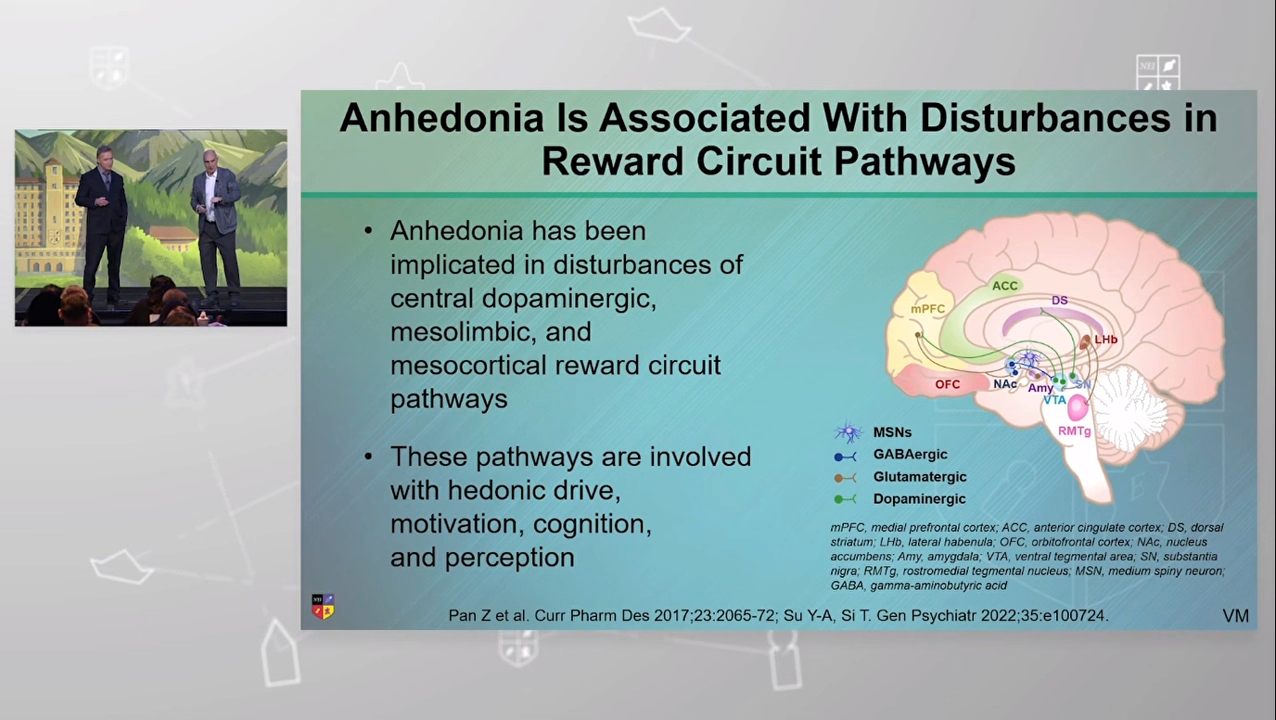 NEI
Anhedonia Is Associated With Disturbances in
Reward Circuit Pathways
• Anhedonia has been
implicated in disturbances of
central dopaminergic,
mesolimbic, and
mesocortical reward circuit
pathways
• These pathways are involved
with hedonic drive,
motivation, cognition,
and perception
ACC
DS
mPFC
LHb
OFC
NAc
Amy
SN
VTA
RMTg
MSNs
GABAergic
Glutamatergic
Dopaminergic
mPFC, medial prefrontal cortex; ACC, anterior cingulate cortex; DS, dorsal
striatum; LHb, lateral habenula; OFC, orbitofrontal cortex; NAc, nucleus
accumbens; Amy, amygdala; VTA, ventral tegmental area; SN, substantia
nigra; RMTg, rostromedial tegmental nucleus; MSN, medium spiny neuron;
GABA, gamma-aminobutyric acid
NEI
Pan Z et al. Curr Pharm Des 2017;23:2065-72; Su Y-A, Si T. Gen Psychiatr 2022;35:e100724.
VM